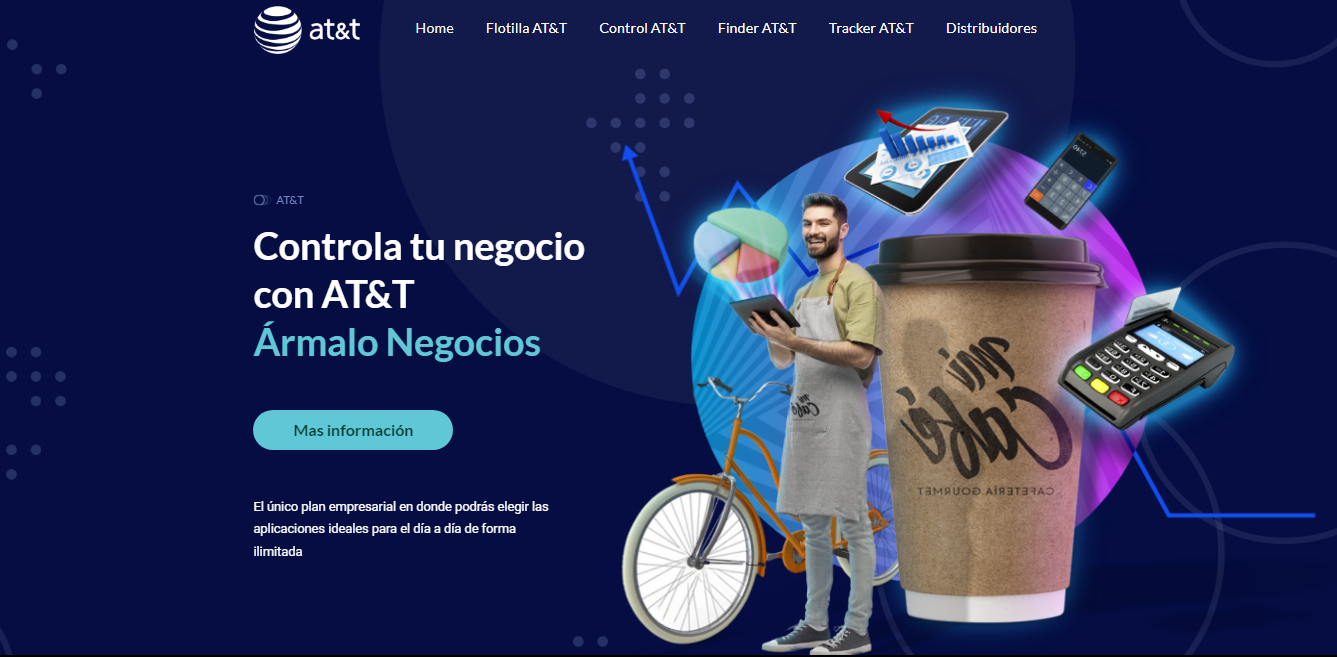 at&t
Home
Flotilla AT&T
Control AT&T
Finder AT&T
Tracker AT&T
Distribuidores
AT&T
Controla tu negocio
con AT&T
Ármalo Negocios
Mas información
El único plan empresarial en donde podrás elegir las
aplicaciones ideales para el día a día de forma
ilimitada
mi
Café
mi
Café
CAFETERÍA GOURMET